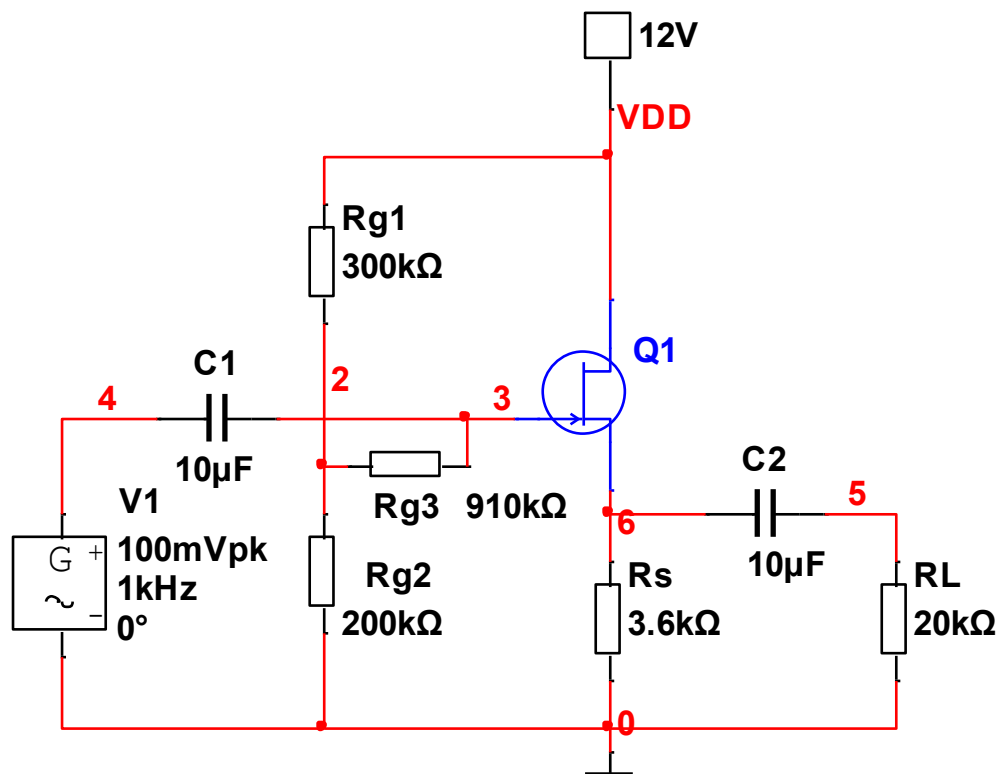 12V
VDD
Rg1
300kΩ
Q1
C1
2
4
3
10µF
C2
5
Rg3
910kΩ
V1
6
G
100mVpk
1kHz
0°
Rg2
200kΩ
10µF
Rs
3.6kΩ
RL
20kΩ
0